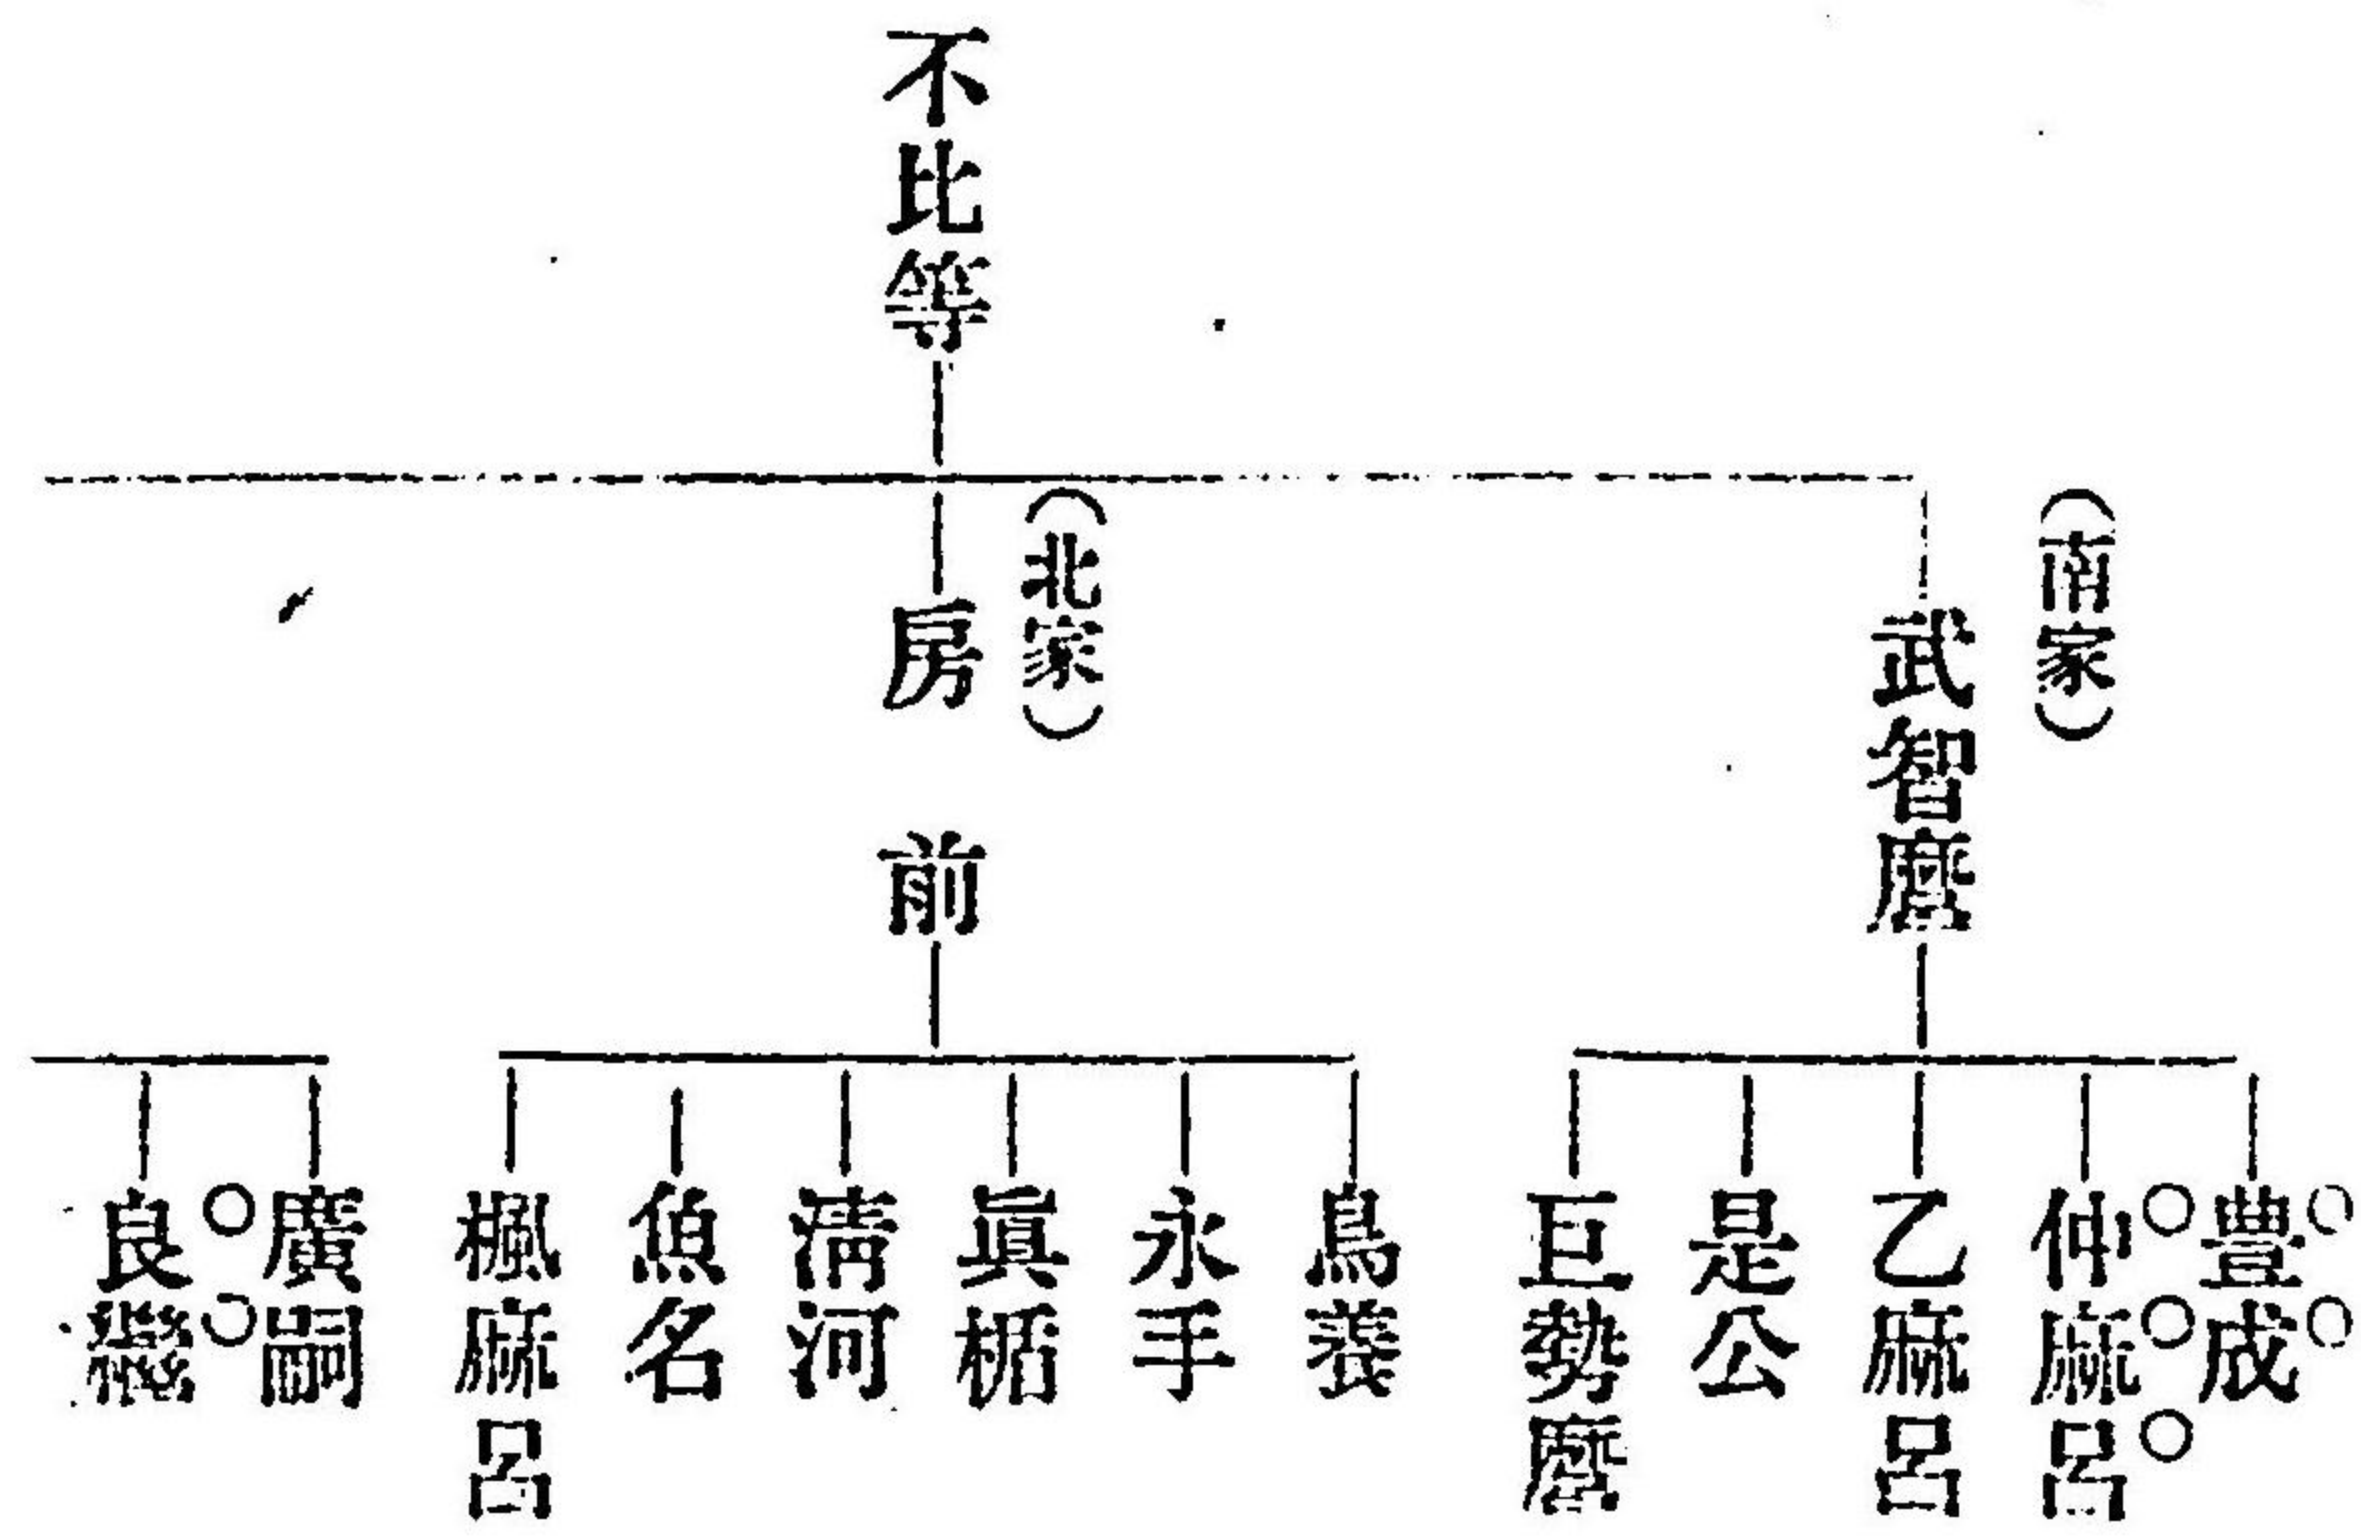 不比等
（南家）
武智麿
（北家）
房前
豊成
仲麻呂
乙麻呂
是公
巨勢麿
鳥養
永手
眞楯
淸河
魚名
楓麻呂
廣嗣
良繼